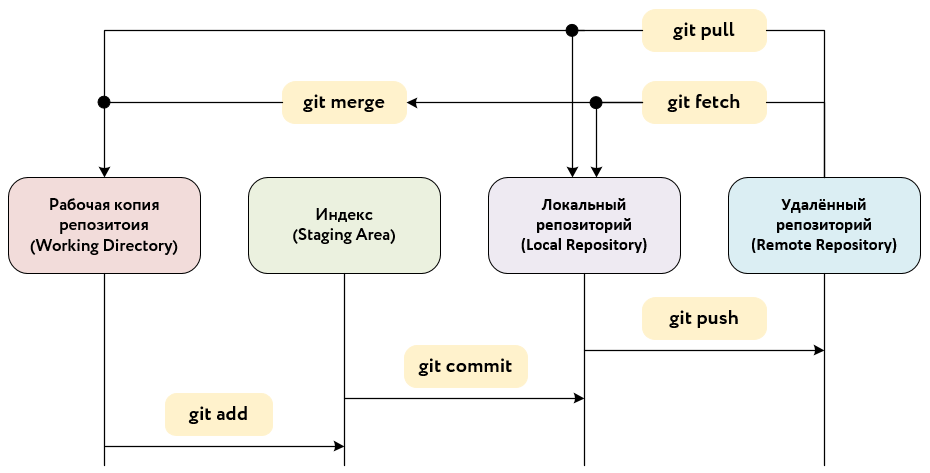 git pull
git merge
git fetch
Рабочая копия
репозитоия
(Working Directory)
Индекс
(Staging Area)
Локальный
репозиторий
(Local Repository)
Удалённый
репозиторий
(Remote Repository)
git push
git commit
git add